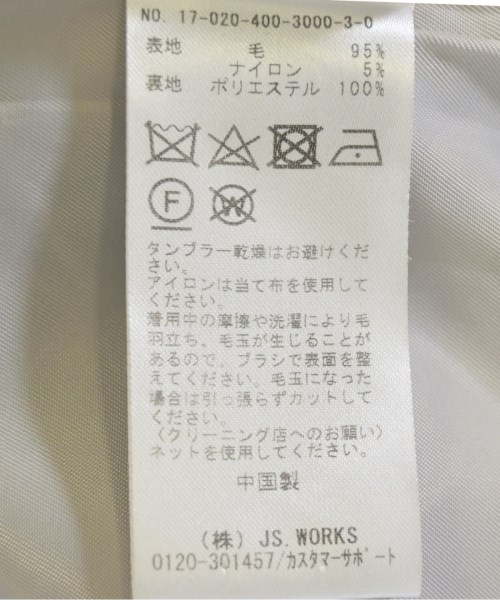 NO. 17-020-400-3000-3-0
表地 毛 95%
ナイロン 5%
裏地 ポリエステル 100%
F
W
タンブラー乾燥はお避けくだ
さい。
アイロンは当て布を使用して
ください。
着用中の摩擦や洗濯により毛
羽立ち、毛玉が生じることが
あるので、ブラシで表面を整
えてください。毛玉になった
場合は引っ張らずカットして
ください。
〈クリーニング店へのお願い〉
ネットを使用してください。
中国製
(株) JS.WORKS
0120-301457/カスタマーサポート